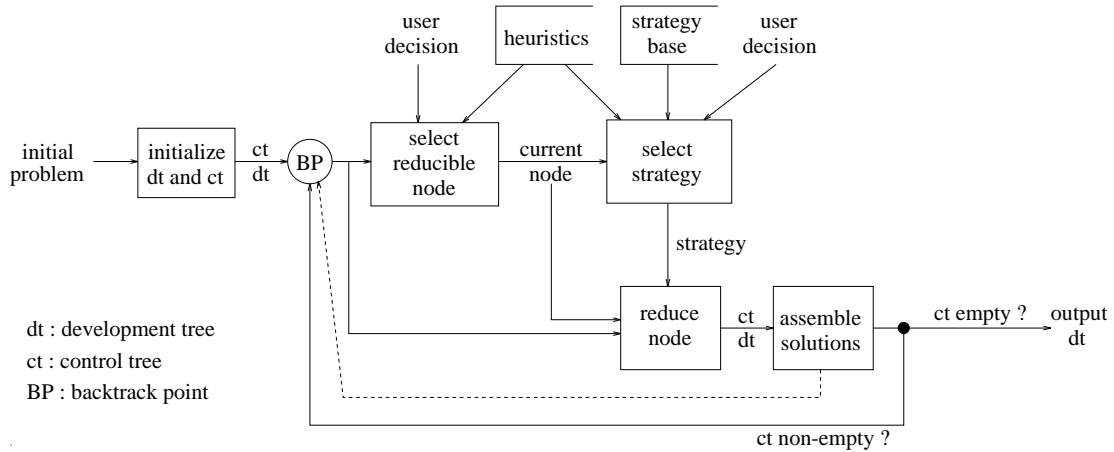 user
decision
heuristics
strategy
base
user
decision
initial
problem
initialize
dt and ct
ct
dt
BP
select
reducible
node
current
node
select
strategy
strategy
reduce
node
ct
dt
assemble
solutions
ct empty ?
output
dt
dt : development tree
ct : control tree
BP : backtrack point
ct non-empty ?